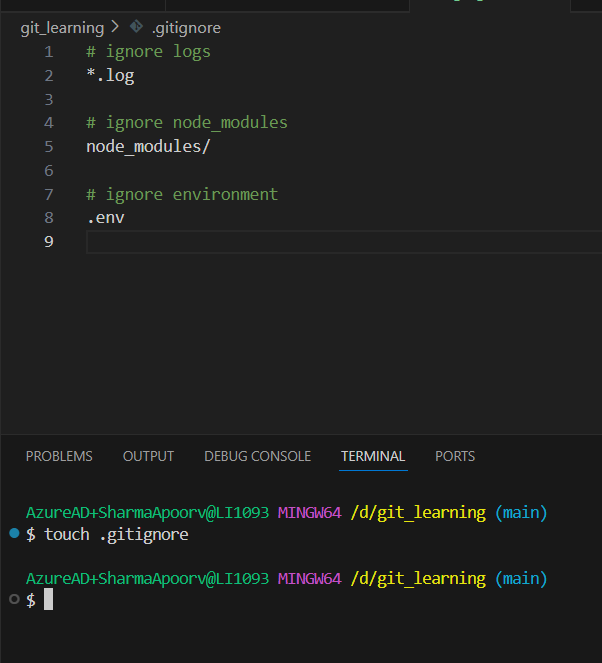 git_learning > .gitignore
1 # ignore logs
2 *.log
3
4 # ignore node_modules
5 node_modules/
6
7 # ignore environment
8 .env
9
PROBLEMS OUTPUT DEBUG CONSOLE TERMINAL PORTS
AzureAD+SharmaApoorv@LI1093 MINGW64 /d/git_learning (main)
$ touch .gitignore
AzureAD+SharmaApoorv@LI1093 MINGW64 /d/git_learning (main)
$